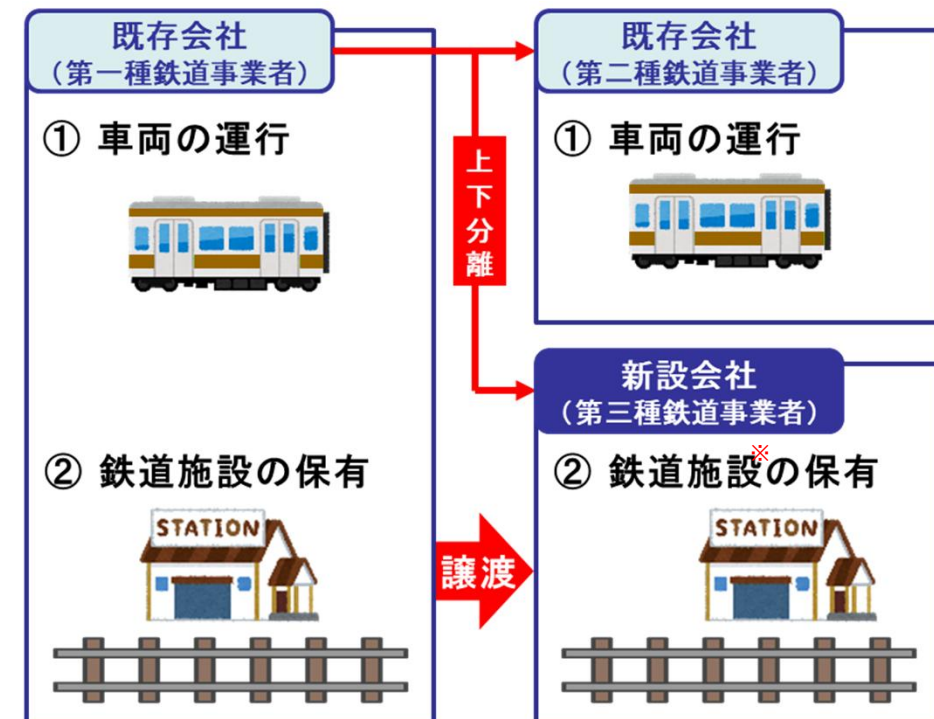 既存会社
（第一種鉄道事業者）
① 車両の運行
② 鉄道施設の保有
STATION
上下分離
譲渡
既存会社
（第二種鉄道事業者）
① 車両の運行
新設会社
（第三種鉄道事業者）
※
② 鉄道施設の保有
STATION